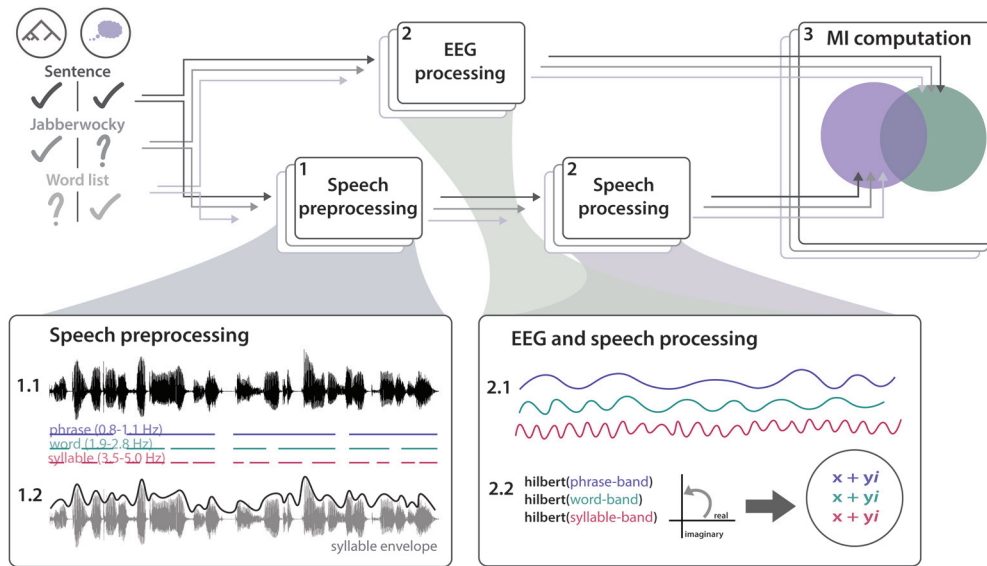 2
EEG
processing
3
MI computation
Sentence
Jabberwocky
?
Word list
?
1
Speech
preprocessing
2
Speech
processing
Speech preprocessing
1.1
phrase (0.8-1.1 Hz)
word (1.9-2.8 Hz)
syllable (3.5-5.0 Hz)
1.2
syllable envelope
EEG and speech processing
2.1
2.2
hilbert(phrase-band)
hilbert(word-band)
hilbert(syllable-band)
real
imaginary
x + yi
x + yi
x + yi